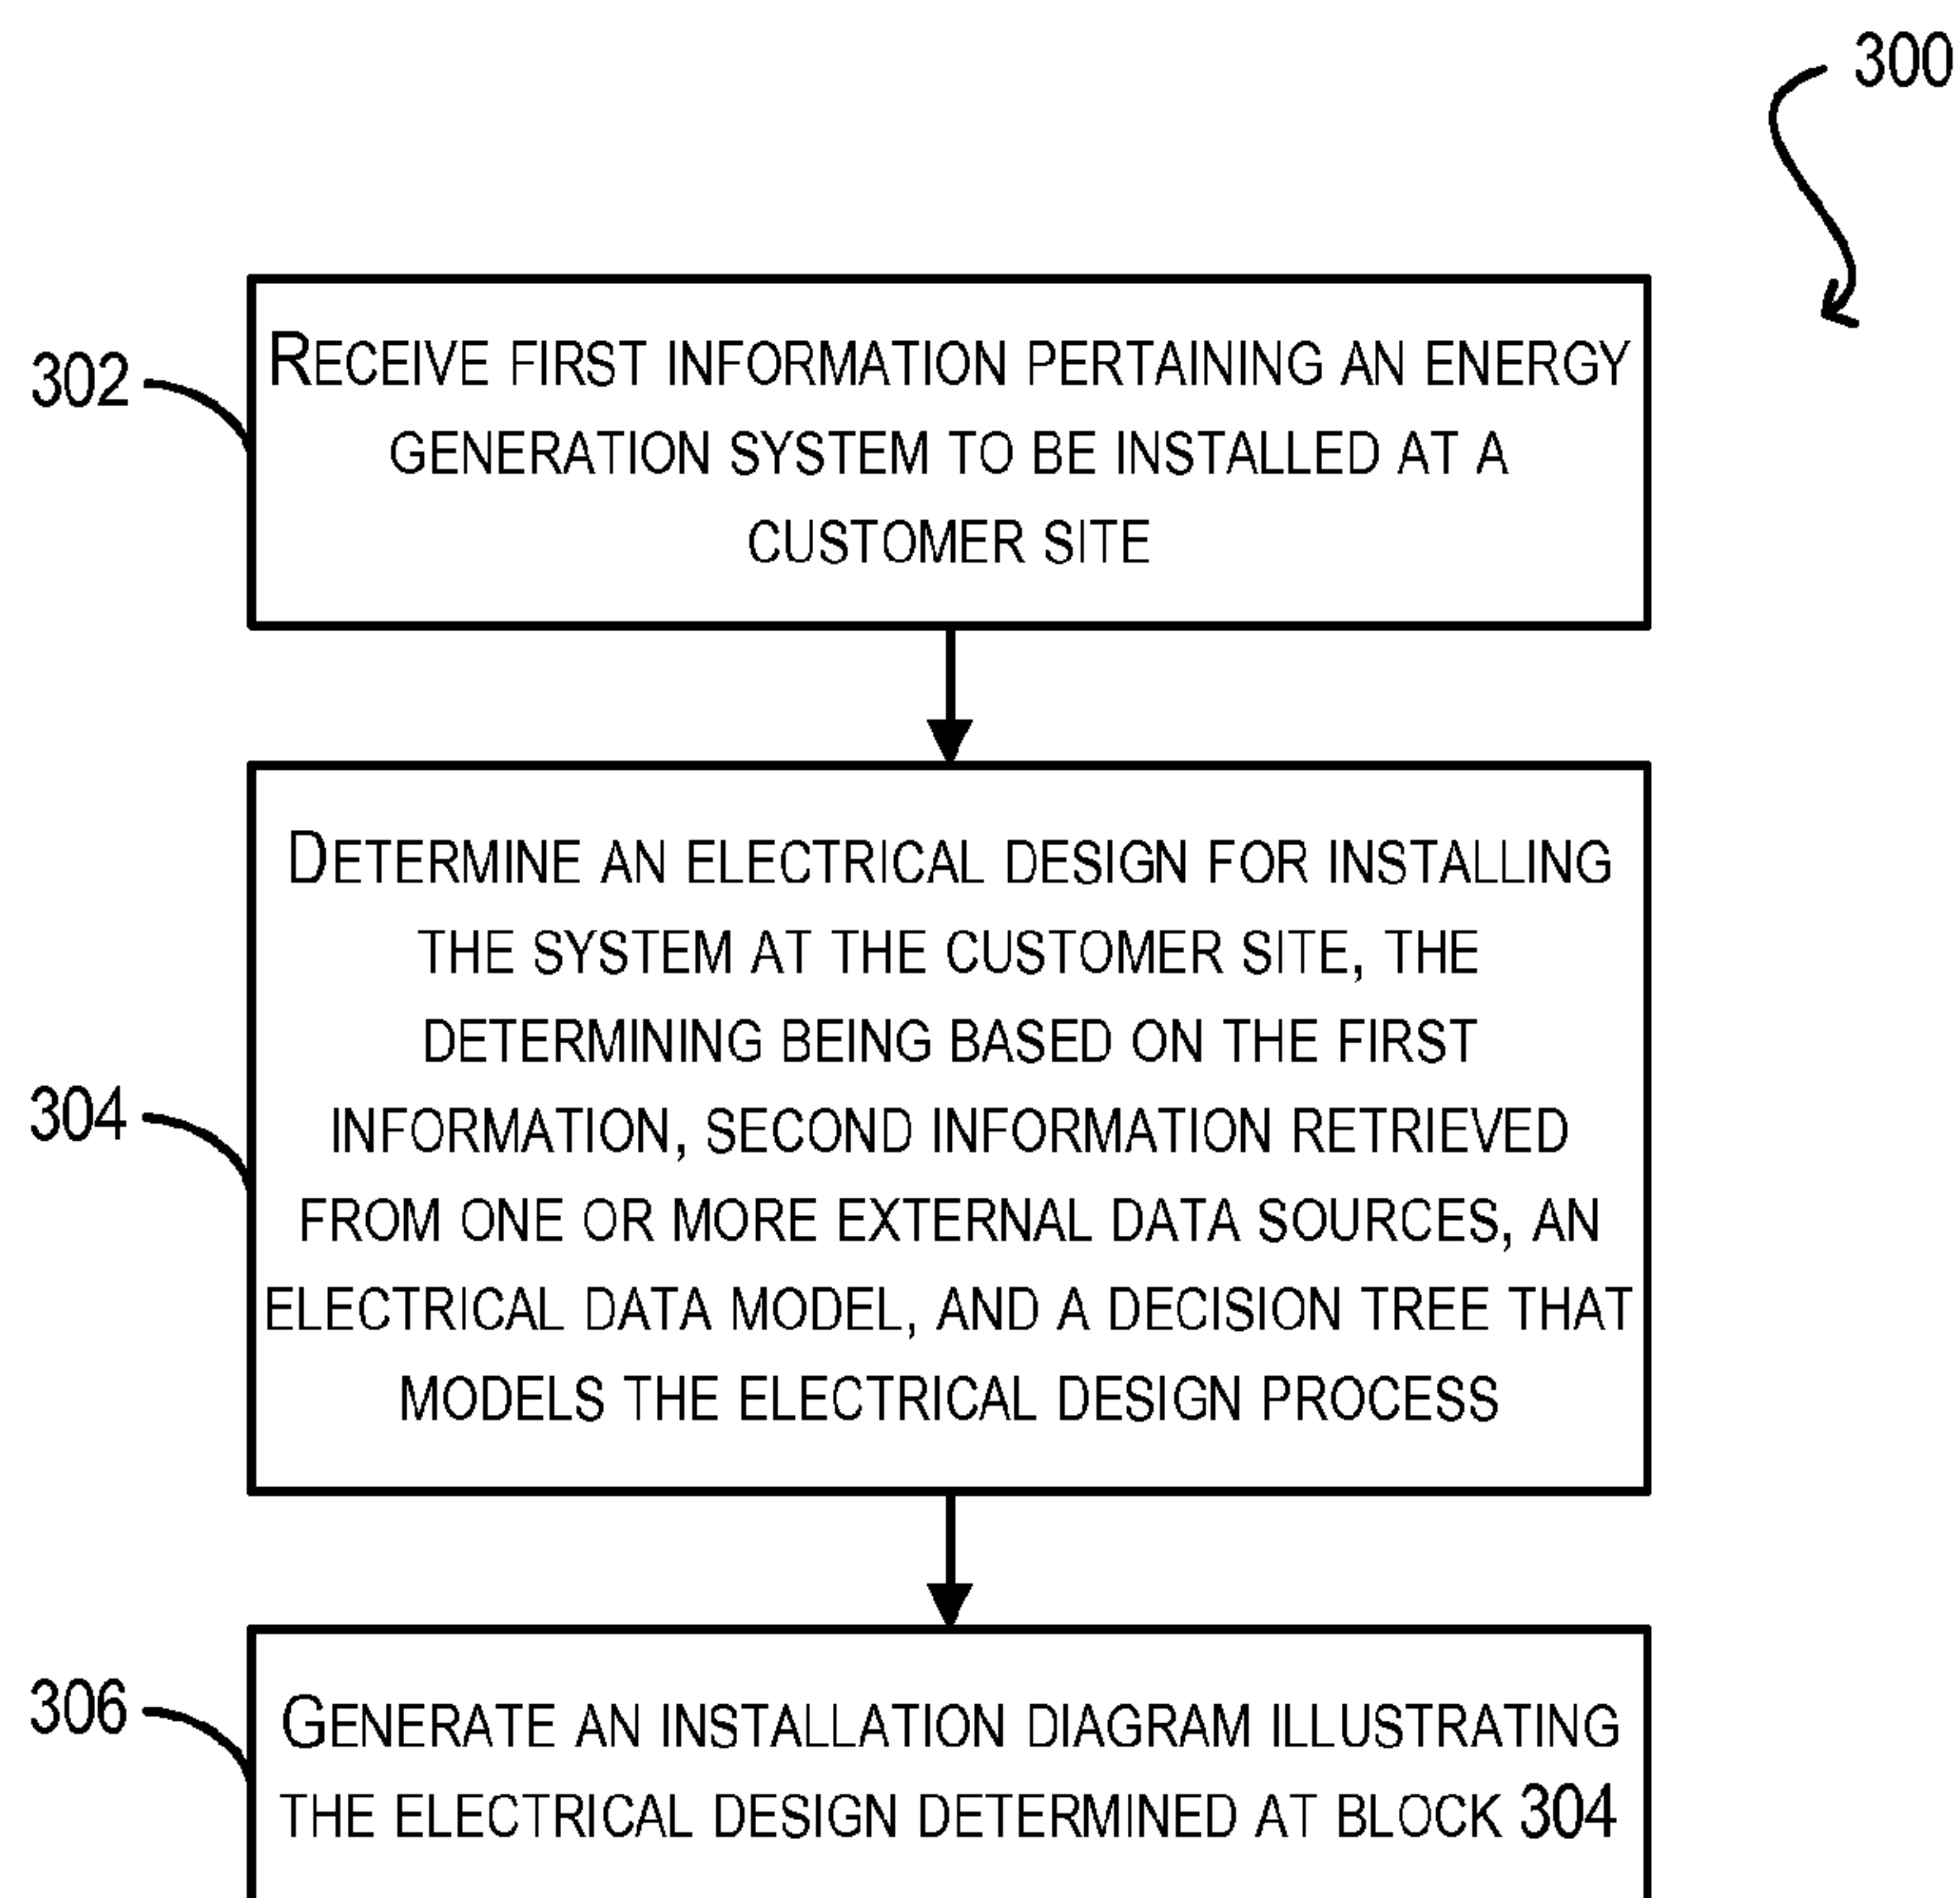 300
302
RECEIVE FIRST INFORMATION PERTAINING AN ENERGY
GENERATION SYSTEM TO BE INSTALLED AT A
CUSTOMER SITE
304
DETERMINE AN ELECTRICAL DESIGN FOR INSTALLING
THE SYSTEM AT THE CUSTOMER SITE, THE
DETERMINING BEING BASED ON THE FIRST
INFORMATION, SECOND INFORMATION RETRIEVED
FROM ONE OR MORE EXTERNAL DATA SOURCES, AN
ELECTRICAL DATA MODEL, AND A DECISION TREE THAT
MODELS THE ELECTRICAL DESIGN PROCESS
306
GENERATE AN INSTALLATION DIAGRAM ILLUSTRATING
THE ELECTRICAL DESIGN DETERMINED AT BLOCK 304